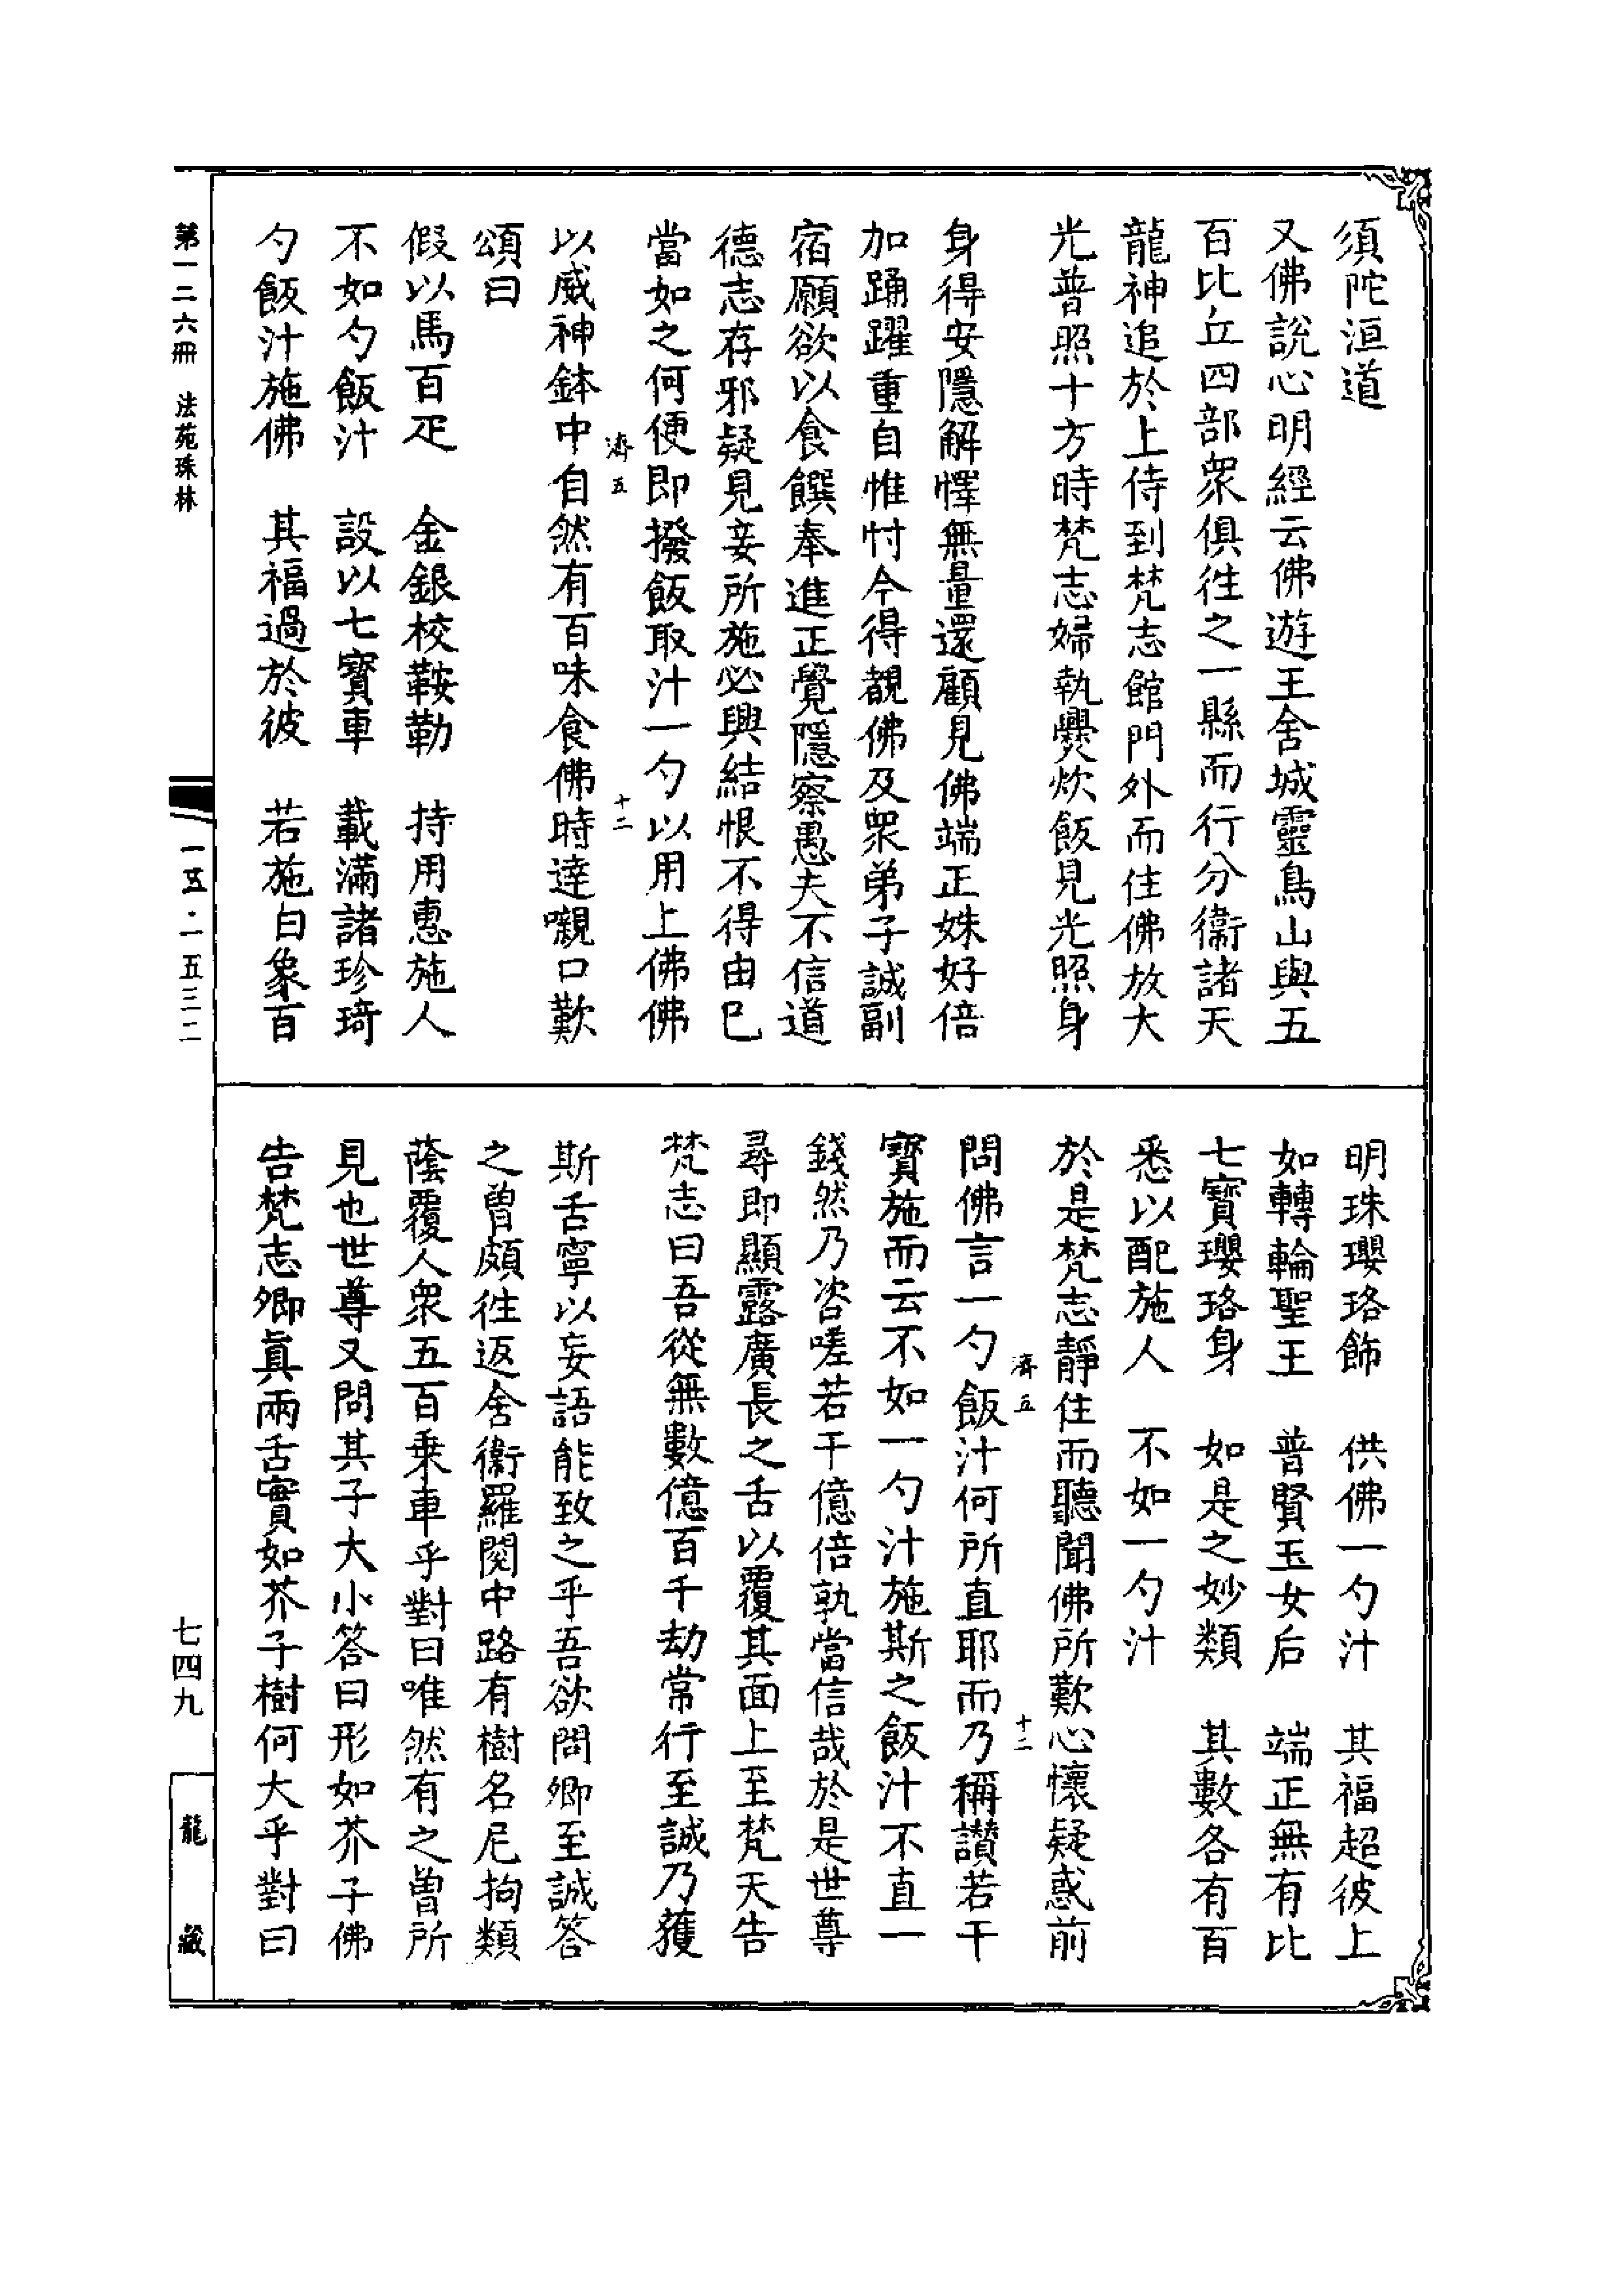 須陀洹道
又佛說心明經云佛遊王舍城靈鳥山與五
百比丘四部衆俱徃之一縣而行分衞諸天
龍神追於上侍到梵志館門外而住佛放大
光普照十方時梵志婦執爨炊飯見光照身
身得安隱解懌無量還顧見佛端正姝好倍
加踊躍重自惟忖今得覩佛及衆弟子誠副
宿願欲以食饌奉進正覺隱察愚夫不信道
德志存邪疑見妾所施必興結恨不得由已
當如之何便即撥飯取汁一勺以用上佛佛
濟五
十二
以威神鉢中自然有百味食佛時達嚫口歎
頌曰
假以馬百疋　金銀校鞍勒　持用惠施人
不如勺飯汁　設以七寶車　載滿諸珍琦
勺飯汁施佛　其福過於彼　若施白象百
明珠瓔珞飾　供佛一勺汁　其福超彼上
如轉輪聖王　普賢玉女后　端正無有比
七寶瓔珞身　如是之妙類　其數各有百
悉以配施人　不如一勺汁
於是梵志靜住而聽聞佛所歎心懷疑惑前
濟五
十二
問佛言一勺飯汁何所直耶而乃稱讚若干
寶施而云不如一勺汁施斯之飯汁不直一
錢然乃咨嗟若干億倍孰當信哉於是世尊
尋即顯露廣長之舌以覆其面上至梵天告
梵志曰吾從無數億百千劫常行至誠乃獲
斯舌寧以妄語能致之乎吾欲問卿至誠答
之曽頗徃返舍衞羅閱中路有樹名尼拘類
蔭覆人衆五百乘車乎對曰唯然有之曽所
見也世尊又問其子大小答曰形如芥子佛
告梵志卿眞兩舌實如芥子樹何大乎對曰
第一二六冊　法苑珠林
一五·一五三二
七四九
龍藏